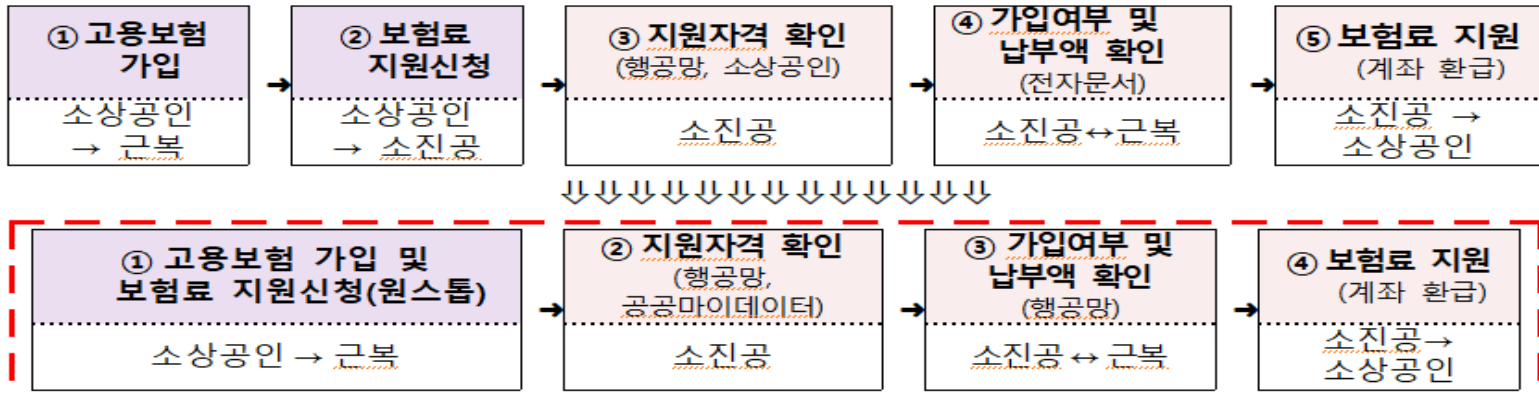 ① 고용보험
가입
소상공인
→ 근복
➜
② 보험료
지원신청
소상공인
→ 소진공
➜
③ 지원자격 확인
(행공망, 소상공인)
소진공
➜
④ 가입여부 및
납부액 확인
(전자문서)
소진공↔근복
➜
⑤ 보험료 지원
(계좌 환급)
소진공 →
소상공인
⇩⇩⇩⇩⇩⇩⇩⇩⇩⇩⇩⇩⇩
① 고용보험 가입 및
보험료 지원신청(원스톱)
소상공인 → 근복
➜
② 지원자격 확인
(행공망,
공공마이데이터)
소진공
➜
③ 가입여부 및
납부액 확인
(행공망)
소진공 ↔ 근복
➜
④ 보험료 지원
(계좌 환급)
소진공→
소상공인